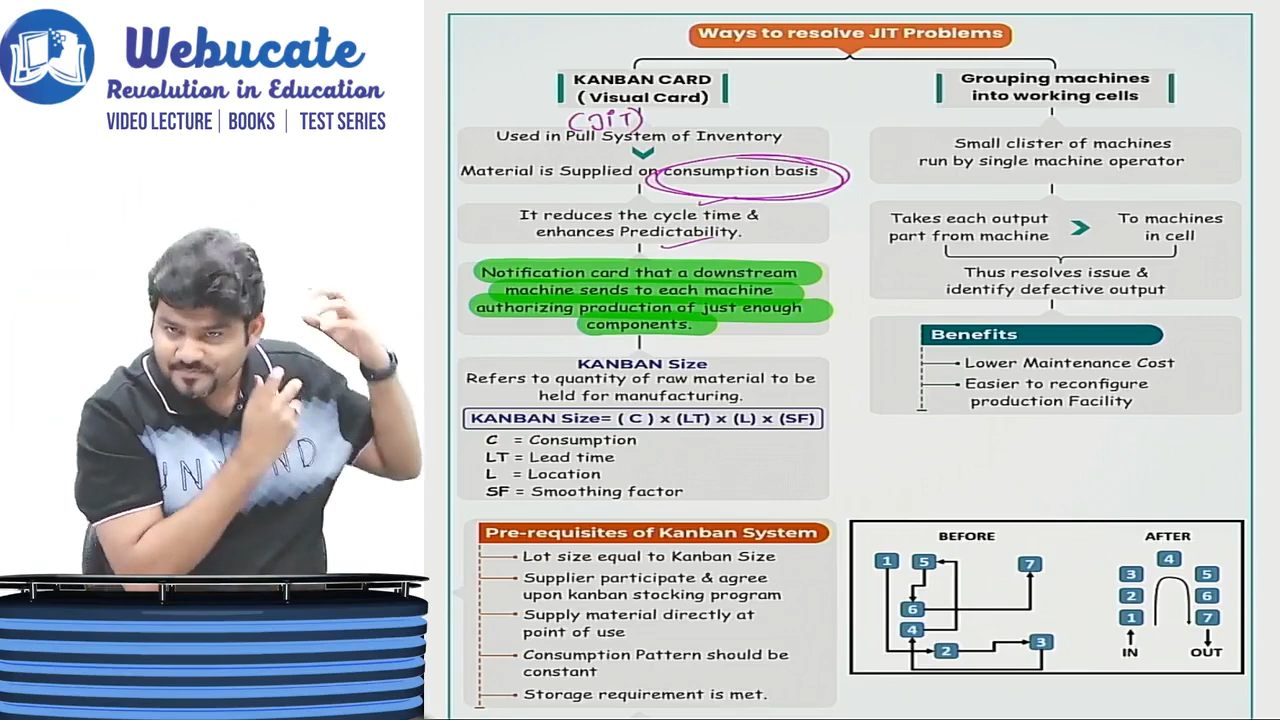 Webucate
Revolution in Education
VIDEO LECTURE | BOOKS | TEST SERIES
Ways to resolve JIT Problems
KANBAN CARD
( Visual Card)
(JiT)
Used in Pull System of Inventory
Material is Supplied on consumption basis
It reduces the cycle time &
enhances Predictability.
Notification card that a downstream
machine sends to each machine
authorizing production of just enough
components.
KANBAN Size
Refers to quantity of raw material to be
held for manufacturing.
KANBAN Size= ( C ) x (LT) x (L) x (SF)
C = Consumption
LT = Lead time
L = Location
SF = Smoothing factor
Pre-requisites of Kanban System
Lot size equal to Kanban Size
Supplier participate & agree
upon kanban stocking program
Supply material directly at
point of use
Consumption Pattern should be
constant
Storage requirement is met.
Grouping machines
into working cells
Small clister of machines
run by single machine operator
Takes each output
part from machine
To machines
in cell
Thus resolves issue &
identify defective output
Benefits
Lower Maintenance Cost
Easier to reconfigure
production Facility
BEFORE
1 5 7
6
4
2 3
AFTER
4
3 5
2 6
1 7
IN OUT